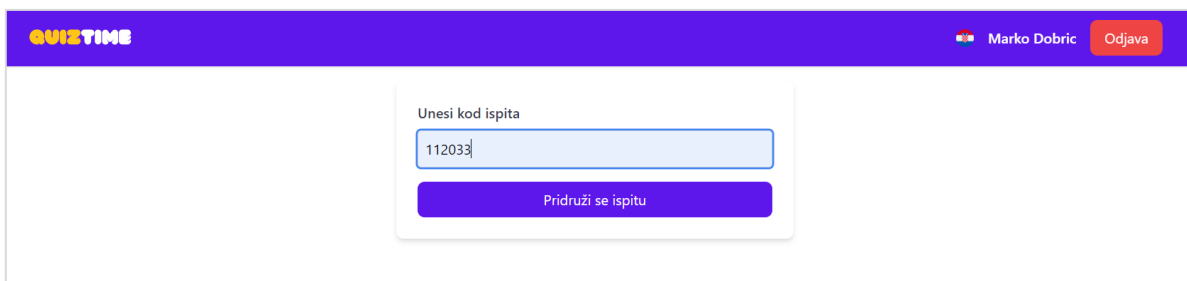 QUIZTIME
Marko Dobric Odjava
Unesi kod ispita
112033
Pridruži se ispitu